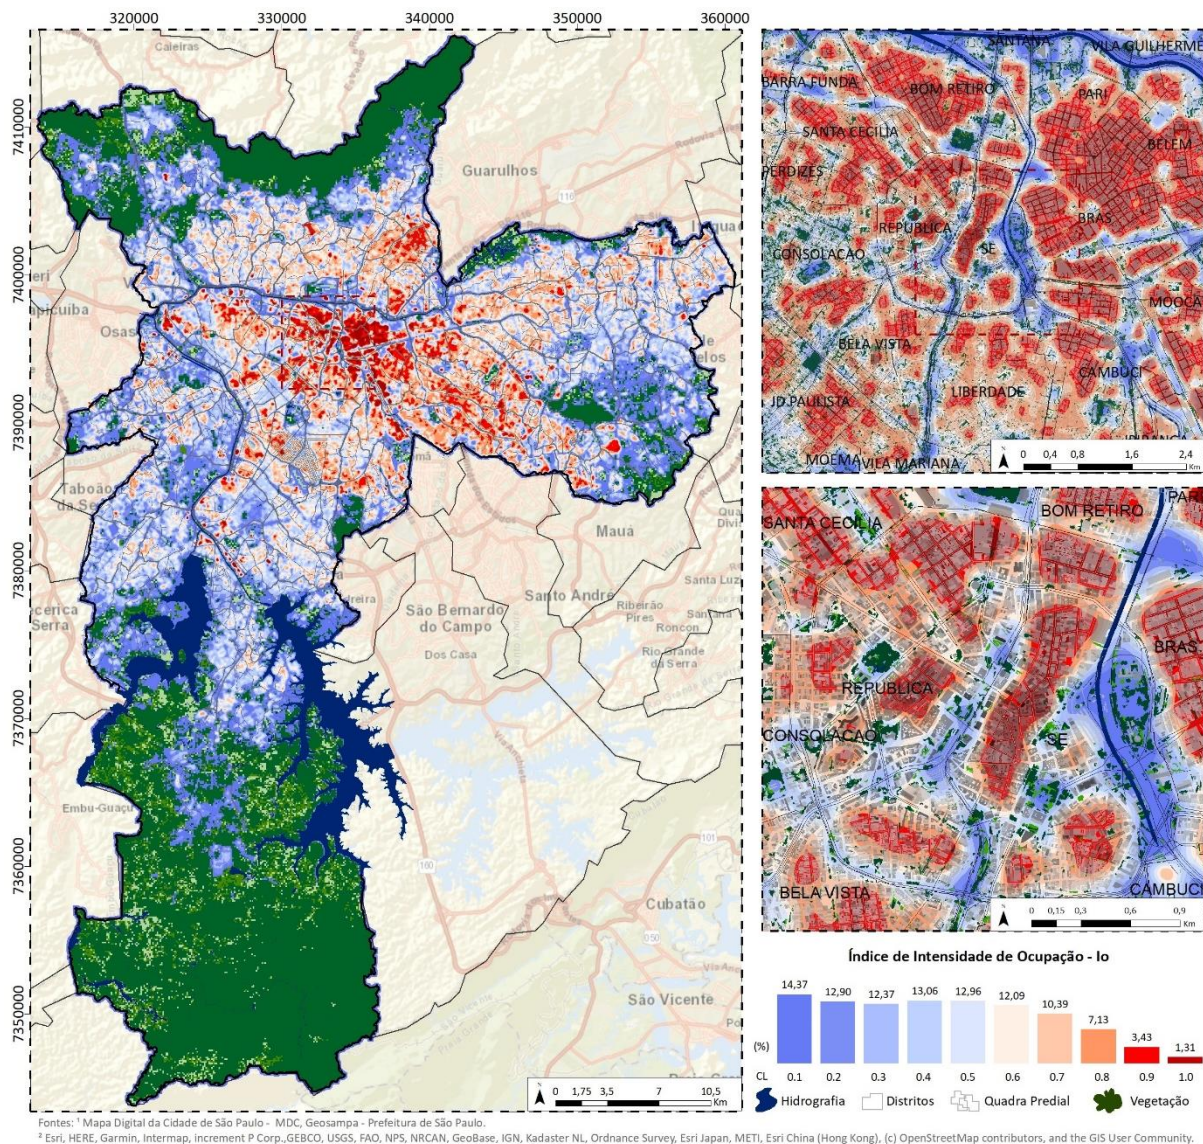 320000 330000 340000 350000 360000
7410000
7400000
7390000
7380000
7370000
7360000
7350000
Caieiras
Guarulhos
116
Osas
Taboão
da Se
Mauá
Santo André
São Bernardo
do Campo
Dos Casa
Ribeirão
Pires
Santa Luz
Santana
Roncon
Rio Grande
da Serra
Serra
Embu-Guaçu
160
101
Cubatão
050
São Vicente
0 1,75 3,5 7 10,5
Km
SANTANA
VILA GUILHERME
BARRA FUNDA
BOM RETIRO
PARI
SANTA CECILIA
BELEM
PERDIZES
BRAS
REPUBLICA
SE
CONSOLACAO
MOOCA
BELA VISTA
CAMBUCI
LIBERDADE
JD PAULISTA
IPIRANGA
MOEMA VILA MARIANA
0 0,4 0,8 1,6 2,4
Km
PAR
SANTA CECILIA
BOM RETIRO
BRAS
REPUBLICA
CONSOLACAO
SE
BELA VISTA
CAMBUCI
0 0,15 0,3 0,6 0,9
Km
Índice de Intensidade de Ocupação - Io
14,37 12,90 12,37 13,06 12,96 12,09 10,39 7,13 3,43 1,31
(%)
CL 0.1 0.2 0.3 0.4 0.5 0.6 0.7 0.8 0.9 1.0
Hidrografia Distritos Quadra Predial Vegetação
Fontes: ¹ Mapa Digital da Cidade de São Paulo - MDC, Geosampa - Prefeitura de São Paulo.
² Esri, HERE, Garmin, Intermap, increment P Corp.,GEBCO, USGS, FAO, NPS, NRCAN, GeoBase, IGN, Kadaster NL, Ordnance Survey, Esri Japan, METI, Esri China (Hong Kong), (c) OpenStreetMap contributors, and the GIS User Community.